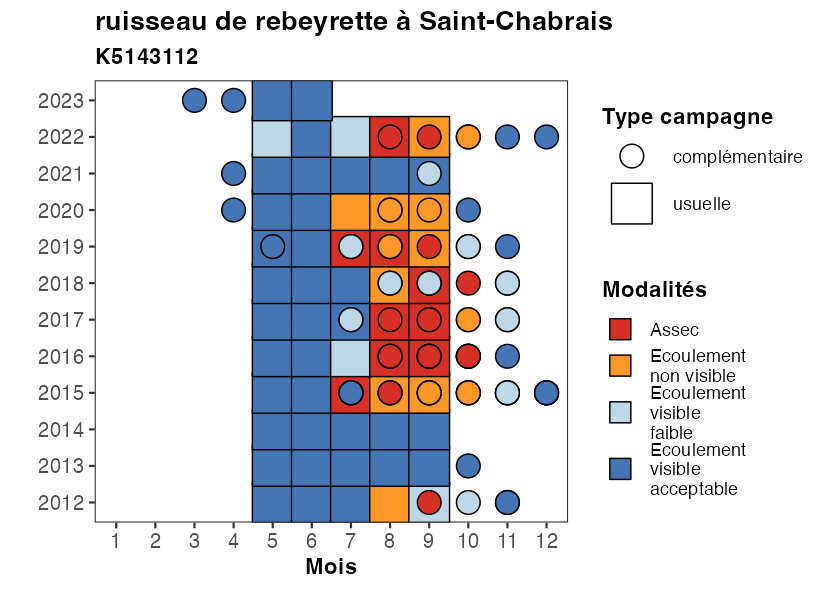 ruisseau de rebeyrette à Saint-Chabrais
K5143112
2023
2022
2021
2020
2019
2018
2017
2016
2015
2014
2013
2012
1 2 3 4 5 6 7 8 9 10 11 12
Mois
Type campagne
complémentaire
usuelle
Modalités
Assec
Ecoulement
non visible
Ecoulement
visible
faible
Ecoulement
visible
acceptable